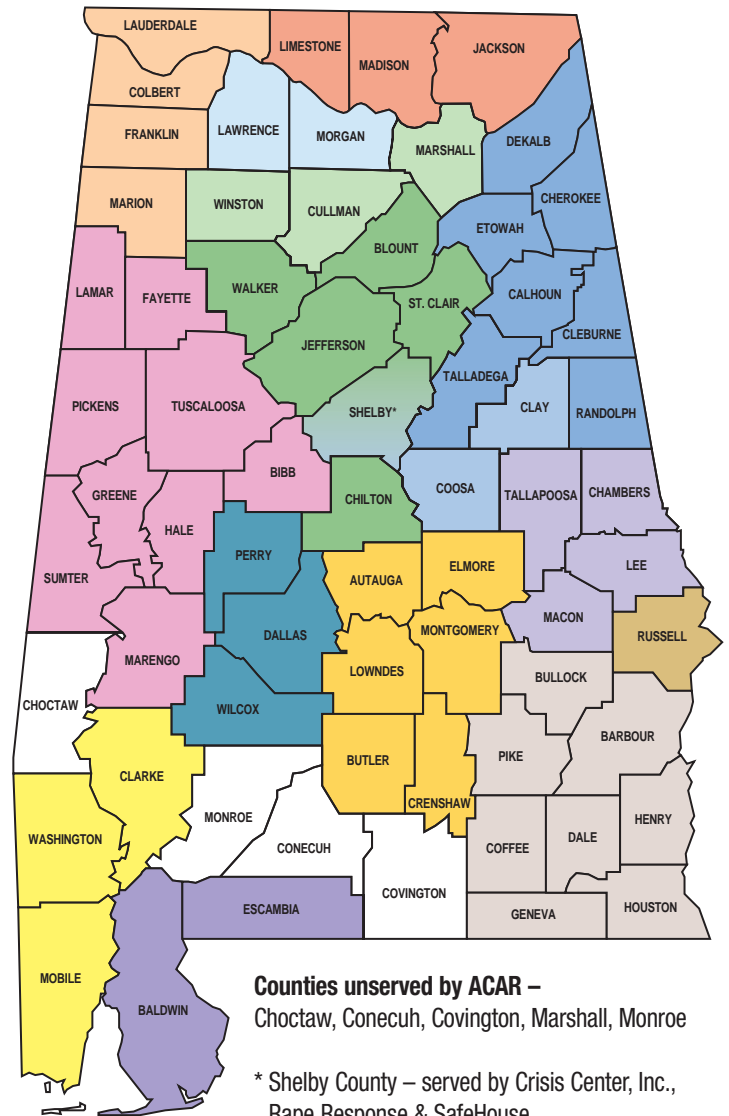 LAUDERDALE
LIMESTONE
MADISON
JACKSON
COLBERT
FRANKLIN
LAWRENCE
MORGAN
MARSHALL
DEKALB
CHEROKEE
MARION
WINSTON
CULLMAN
BLOUNT
ETOWAH
LAMAR
FAYETTE
WALKER
ST. CLAIR
CALHOUN
CLEBURNE
JEFFERSON
TALLADEGA
PICKENS
TUSCALOOSA
SHELBY*
CLAY
RANDOLPH
BIBB
GREENE
HALE
CHILTON
COOSA
TALLAPOOSA
CHAMBERS
SUMTER
PERRY
AUTAUGA
ELMORE
LEE
MACON
RUSSELL
DALLAS
MONTGOMERY
MARENGO
LOWNDES
BULLOCK
CHOCTAW
WILCOX
BARBOUR
CLARKE
BUTLER
PIKE
CRENSHAW
MONROE
HENRY
WASHINGTON
CONECUH
COFFEE
DALE
COVINGTON
ESCAMBIA
GENEVA
HOUSTON
MOBILE
BALDWIN
Counties unserved by ACAR –
Choctaw, Conecuh, Covington, Marshall, Monroe
* Shelby County – served by Crisis Center, Inc.,
Rape Response & SafeHouse